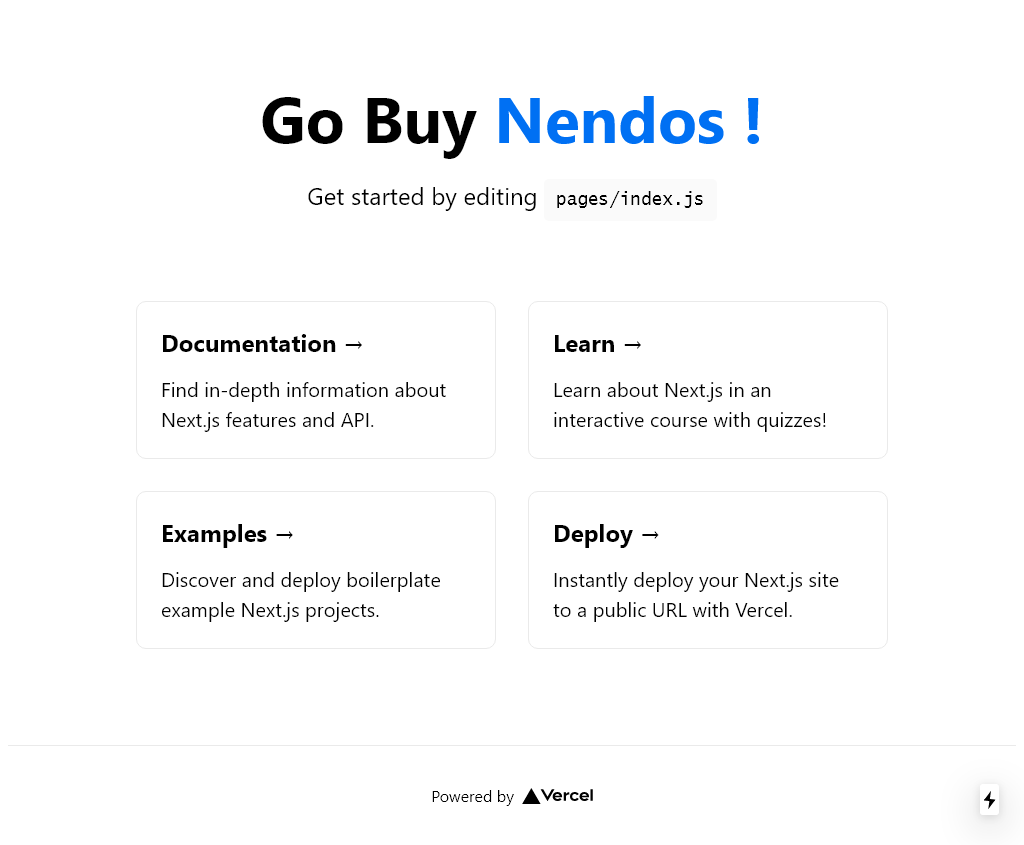 Go Buy Nendos !
Get started by editing pages/index.js
Documentation →
Find in-depth information about
Next.js features and API.
Learn →
Learn about Next.js in an
interactive course with quizzes!
Examples →
Discover and deploy boilerplate
example Next.js projects.
Deploy →
Instantly deploy your Next.js site
to a public URL with Vercel.
Powered by Vercel